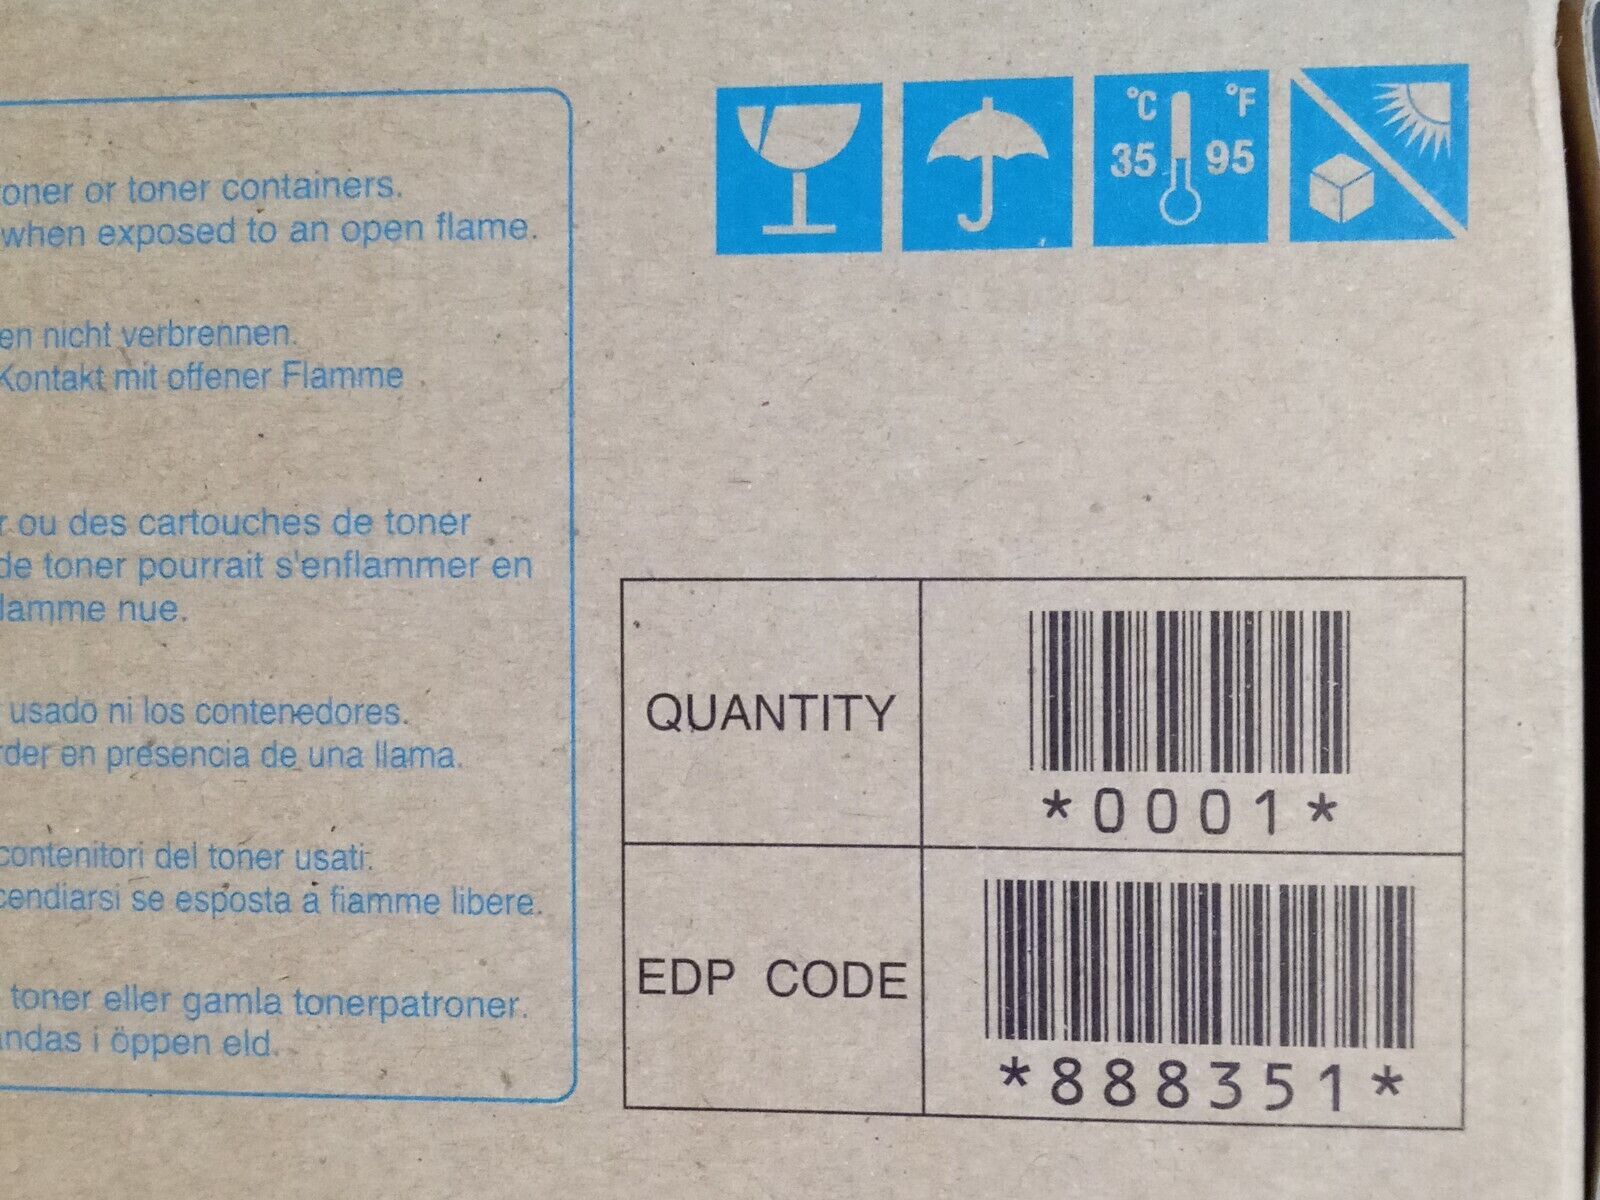 °C °F
35 95
toner or toner containers.
when exposed to an open flame.
en nicht verbrennen.
Kontakt mit offener Flamme
r ou des cartouches de toner
de toner pourrait s'enflammer en
flamme nue.
usado ni los contenedores.
rder en presencia de una llama.
contenitori del toner usati.
cendiarsi se esposta a fiamme libere.
toner eller gamla tonerpatroner.
andas i öppen eld.
QUANTITY
*0001*
EDP CODE
*888351*